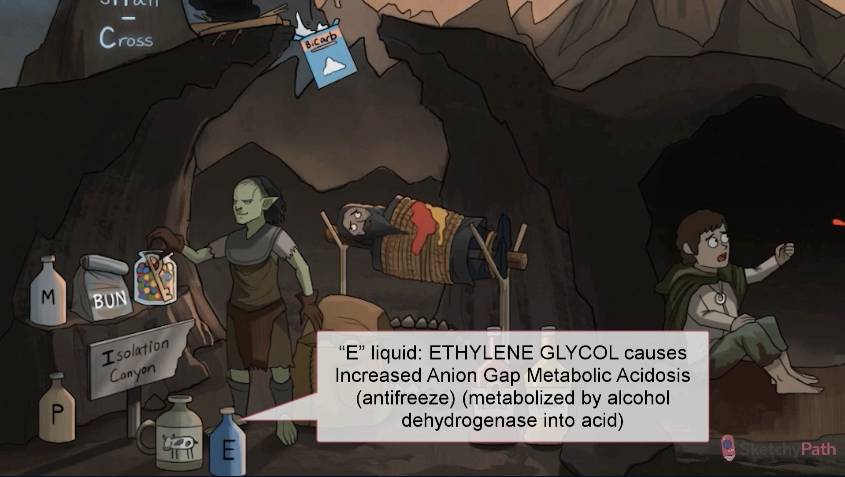 –
CROSS
Bicarb
M
BUN
Isolation
Canyon
P
E
“E” liquid: ETHYLENE GLYCOL causes
Increased Anion Gap Metabolic Acidosis
(antifreeze) (metabolized by alcohol
dehydrogenase into acid)
SketchyPath